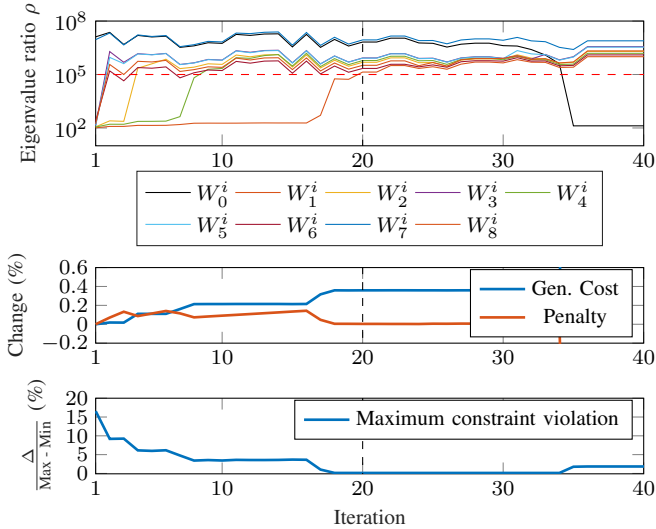 Eigenvalue ratio ρ
10^8
10^5
10^2
1 10 20 30 40
W_0^i W_1^i W_2^i W_3^i W_4^i
W_5^i W_6^i W_7^i W_8^i
Change (%)
0.6
0.4
0.2
0
−0.2
Gen. Cost
Penalty
1 10 20 30 40
Δ / Max - Min (%)
20
15
10
5
0
Maximum constraint violation
1 10 20 30 40
Iteration